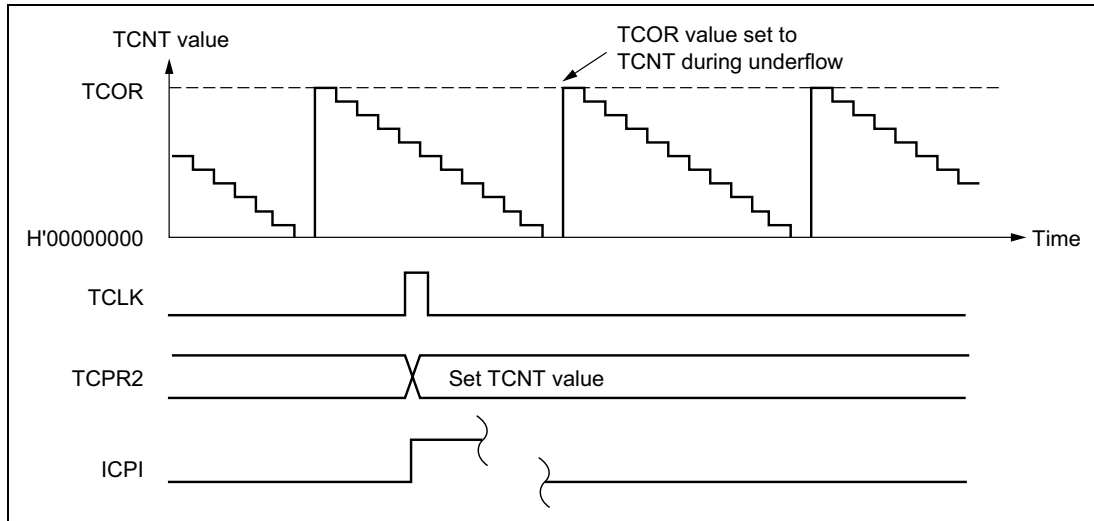 TCNT value
TCOR value set to
TCNT during underflow
TCOR
H'00000000
Time
TCLK
TCPR2
Set TCNT value
ICPI